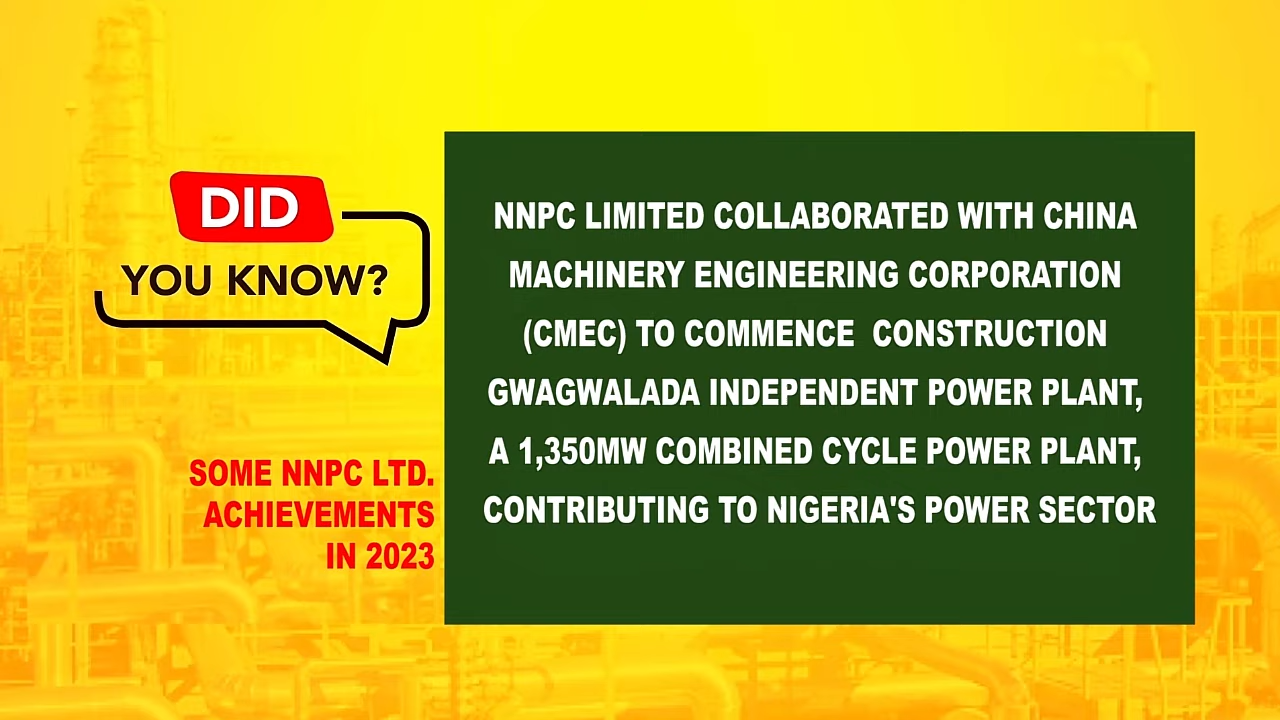 DID
YOU KNOW?
SOME NNPC LTD.
ACHIEVEMENTS
IN 2023
NNPC LIMITED COLLABORATED WITH CHINA
MACHINERY ENGINEERING CORPORATION
(CMEC) TO COMMENCE CONSTRUCTION
GWAGWALADA INDEPENDENT POWER PLANT,
A 1,350MW COMBINED CYCLE POWER PLANT,
CONTRIBUTING TO NIGERIA'S POWER SECTOR